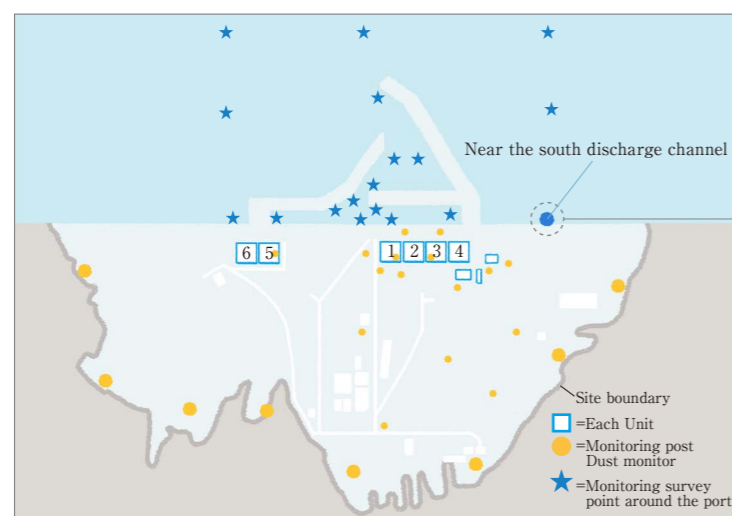 Near the south discharge channel
6 5 1 2 3 4
Site boundary
=Each Unit
=Monitoring post
Dust monitor
=Monitoring survey
point around the port